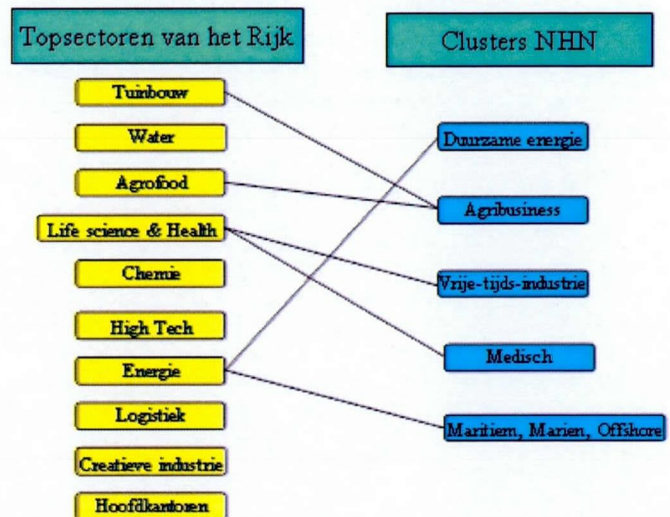 Topsectoren van het Rijk
Tuinbouw
Water
Agrofood
Life science & Health
Chemie
High Tech
Energie
Logistiek
Creatieve industrie
Hoofdkantoren
Clusters NHN
Duurzame energie
Agribusiness
Vrije-tijds-industrie
Medisch
Maritiem, Marien, Offshore